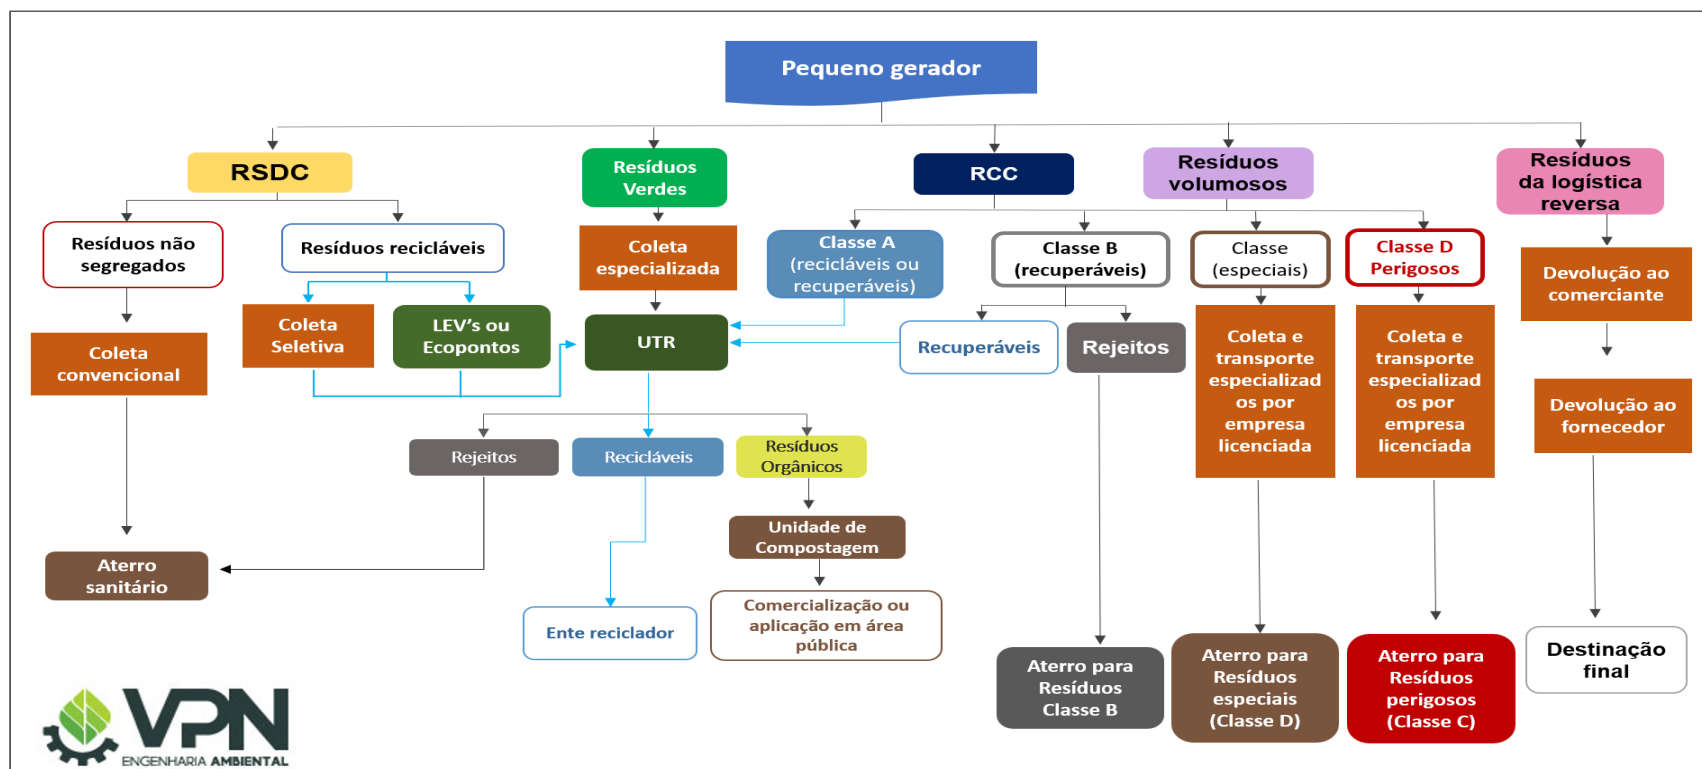 Pequeno gerador
RSDC
Resíduos
Verdes
RCC
Resíduos
volumosos
Resíduos
da logística
reversa
Resíduos não
segregados
Resíduos recicláveis
Coleta
especializada
Classe A
(recicláveis ou
recuperáveis)
Classe B
(recuperáveis)
Classe
(especiais)
Classe D
Perigosos
Devolução ao
comerciante
Coleta
convencional
Coleta
Seletiva
LEV’s ou
Ecopontos
UTR
Recuperáveis
Rejeitos
Coleta e
transporte
especializad
os por
empresa
licenciada
Coleta e
transporte
especializad
os por
empresa
licenciada
Devolução ao
fornecedor
Rejeitos
Recicláveis
Resíduos
Orgânicos
Unidade de
Compostagem
Aterro
sanitário
Ente reciclador
Comercialização ou
aplicação em área
pública
Aterro para
Resíduos
Classe B
Aterro para
Resíduos
especiais
(Classe D)
Aterro para
Resíduos
perigosos
(Classe C)
Destinação
final
VPN
ENGENHARIA AMBIENTAL